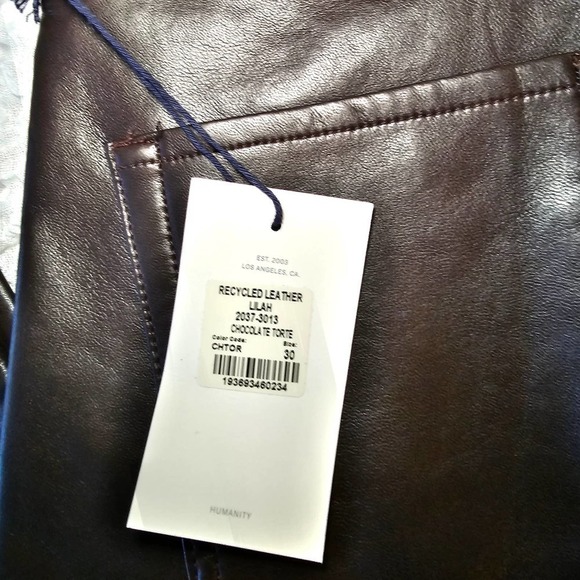 EST. 2003
LOS ANGELES, CA.
RECYCLED LEATHER
LILAH
2037-3013
CHOCOLATE TORTE
Color Code: Size:
CHTOR 30
193693460234
HUMANITY